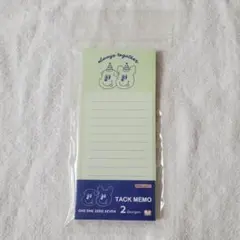 always together
TACK MEMO
2 designs